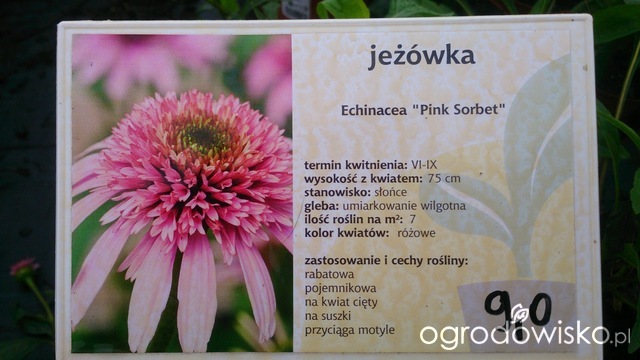 jeżówka
Echinacea "Pink Sorbet"
termin kwitnienia: VI-IX
wysokość z kwiatem: 75 cm
stanowisko: słońce
gleba: umiarkowanie wilgotna
ilość roślin na m²: 7
kolor kwiatów: różowe
zastosowanie i cechy rośliny:
rabatowa
pojemnikowa
na kwiat cięty
na suszki
przyciąga motyle
ogrodowisko.pl